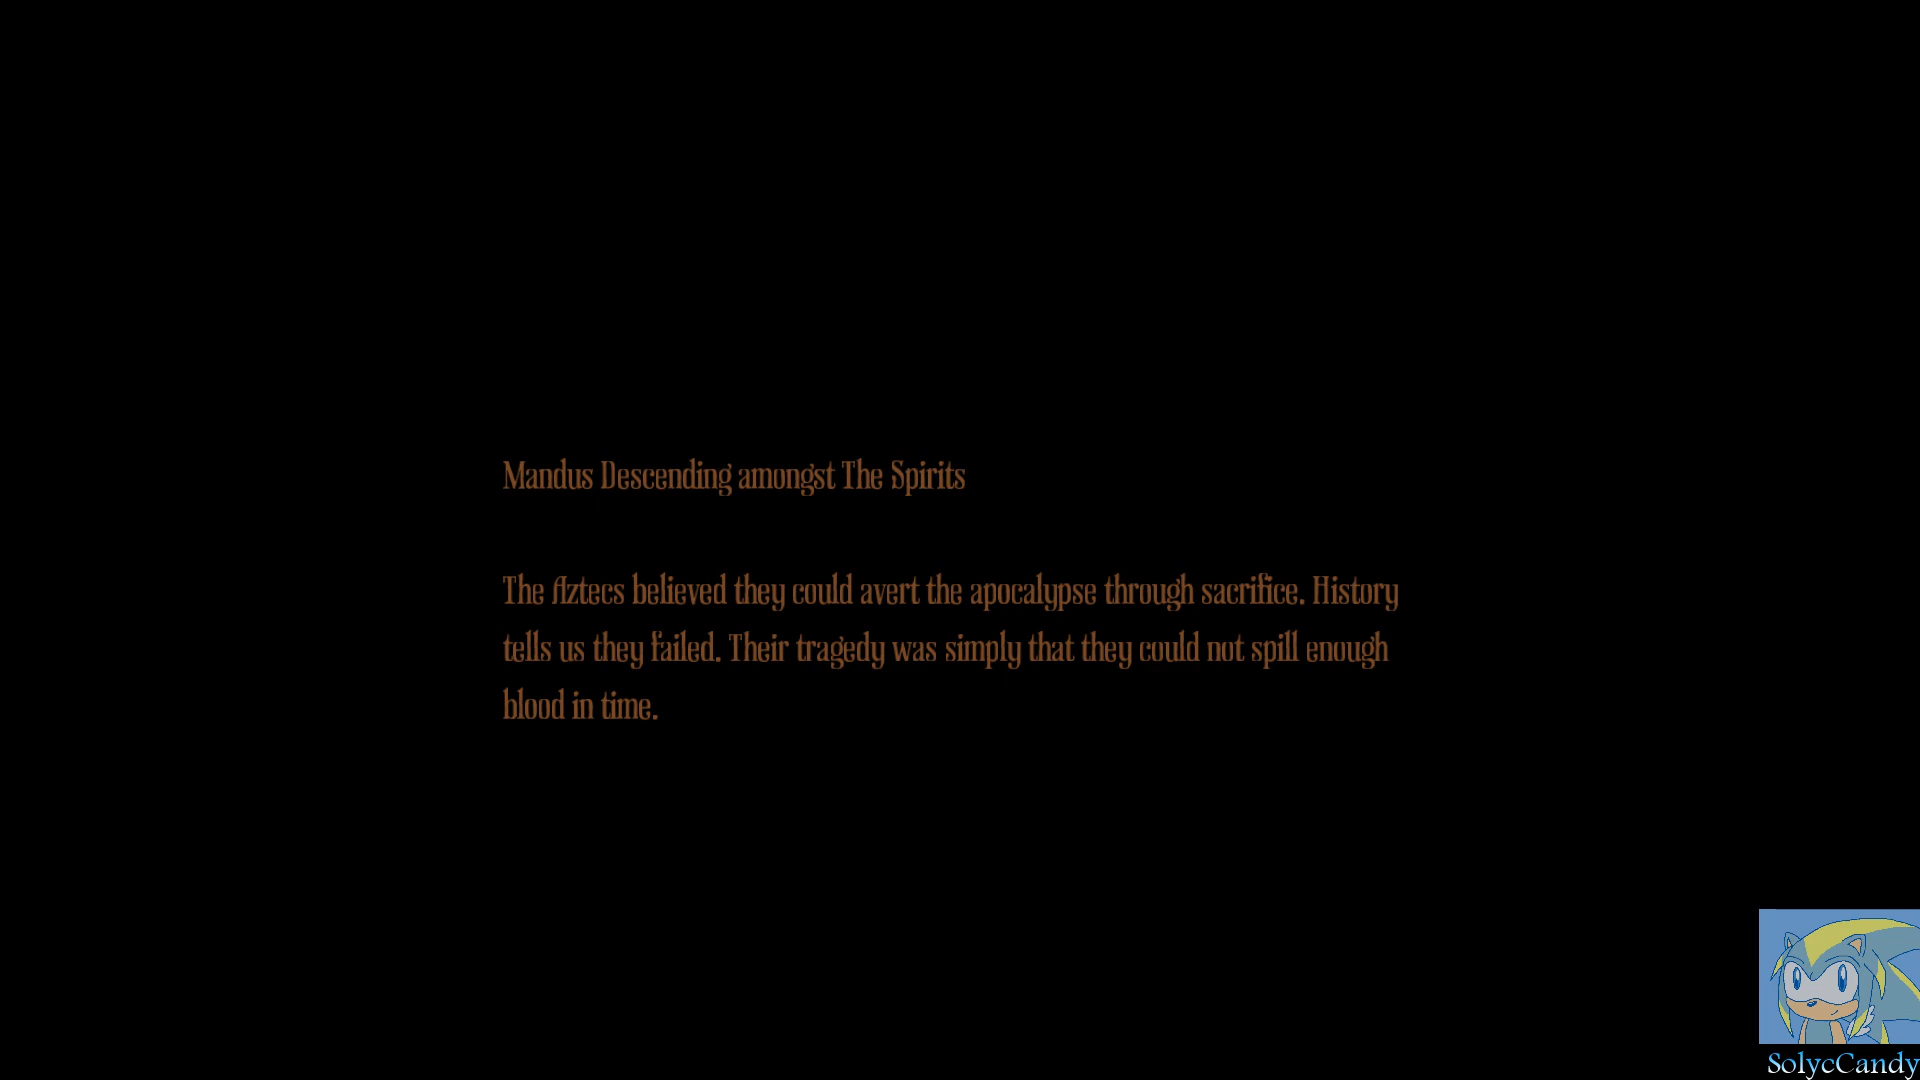 Mandus Descending amongst The Spirits
The Aztecs believed they could avert the apocalypse through sacrifice. History
tells us they failed. Their tragedy was simply that they could not spill enough
blood in time.
SolycCandy